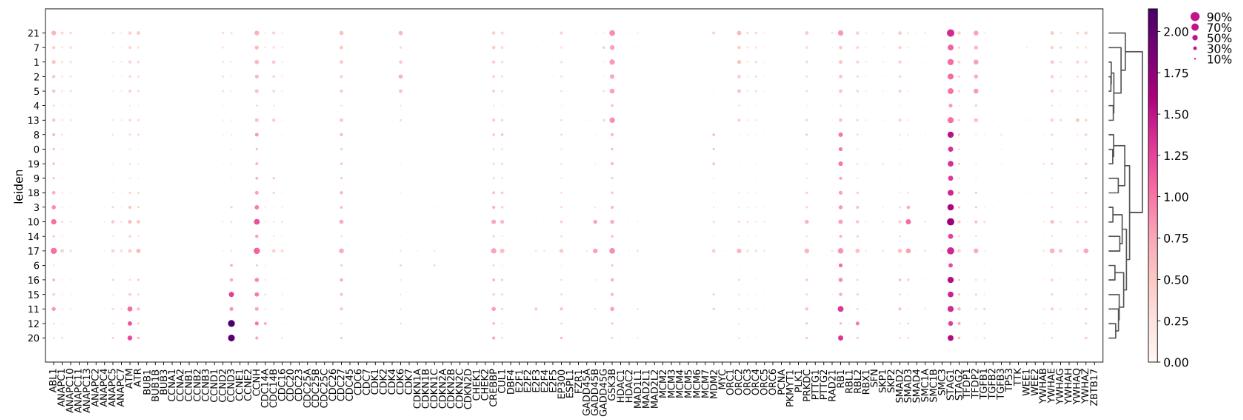 21
7
1
2
5
4
13
8
0
19
9
18
3
10
14
17
6
16
15
11
12
20
leiden
ABL1
ANAPC1
ANAPC10
ANAPC11
ANAPC13
ANAPC2
ANAPC4
ANAPC5
ANAPC7
ATM
ATR
BUB1
BUB1B
BUB3
CCNA1
CCNA2
CCNB1
CCNB2
CCNB3
CCND1
CCND2
CCND3
CCNE1
CCNE2
CCNH
CDC14A
CDC14B
CDC16
CDC20
CDC23
CDC25A
CDC25B
CDC25C
CDC26
CDC27
CDC45
CDC6
CDC7
CDK1
CDK2
CDK4
CDK6
CDK7
CDKN1A
CDKN1B
CDKN1C
CDKN2A
CDKN2B
CDKN2C
CDKN2D
CHEK1
CHEK2
CREBBP
CUL1
DBF4
E2F1
E2F2
E2F3
E2F4
E2F5
EP300
ESPL1
FZR1
GADD45A
GADD45B
GADD45G
GSK3B
HDAC1
HDAC2
MAD1L1
MAD2L1
MAD2L2
MCM2
MCM3
MCM4
MCM5
MCM6
MCM7
MDM2
MYC
ORC1
ORC2
ORC3
ORC4
ORC5
ORC6
PCNA
PKMYT1
PLK1
PRKDC
PTTG1
PTTG2
RAD21
RB1
RBL1
RBL2
RBX1
SFN
SKP1
SKP2
SMAD2
SMAD3
SMAD4
SMC1A
SMC1B
SMC3
STAG1
STAG2
TFDP1
TFDP2
TGFB1
TGFB2
TGFB3
TP53
TTK
WEE1
WEE2
YWHAB
YWHAE
YWHAG
YWHAH
YWHAQ
YWHAZ
ZBTB17
2.00
1.75
1.50
1.25
1.00
0.75
0.50
0.25
0.00
90%
70%
50%
30%
10%